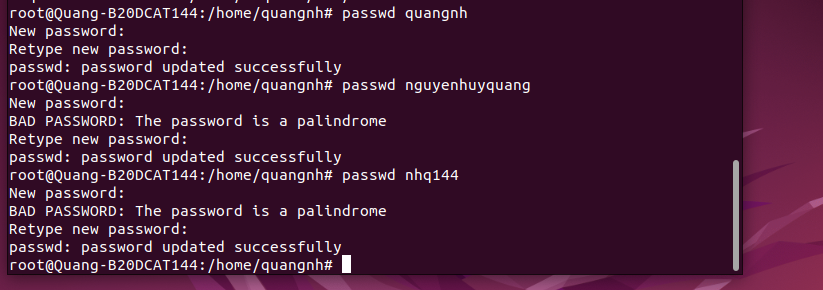 root@Quang-B20DCAT144:/home/quangnh# passwd quangnh
New password:
Retype new password:
passwd: password updated successfully
root@Quang-B20DCAT144:/home/quangnh# passwd nguyenhuyquang
New password:
BAD PASSWORD: The password is a palindrome
Retype new password:
passwd: password updated successfully
root@Quang-B20DCAT144:/home/quangnh# passwd nhq144
New password:
BAD PASSWORD: The password is a palindrome
Retype new password:
passwd: password updated successfully
root@Quang-B20DCAT144:/home/quangnh#